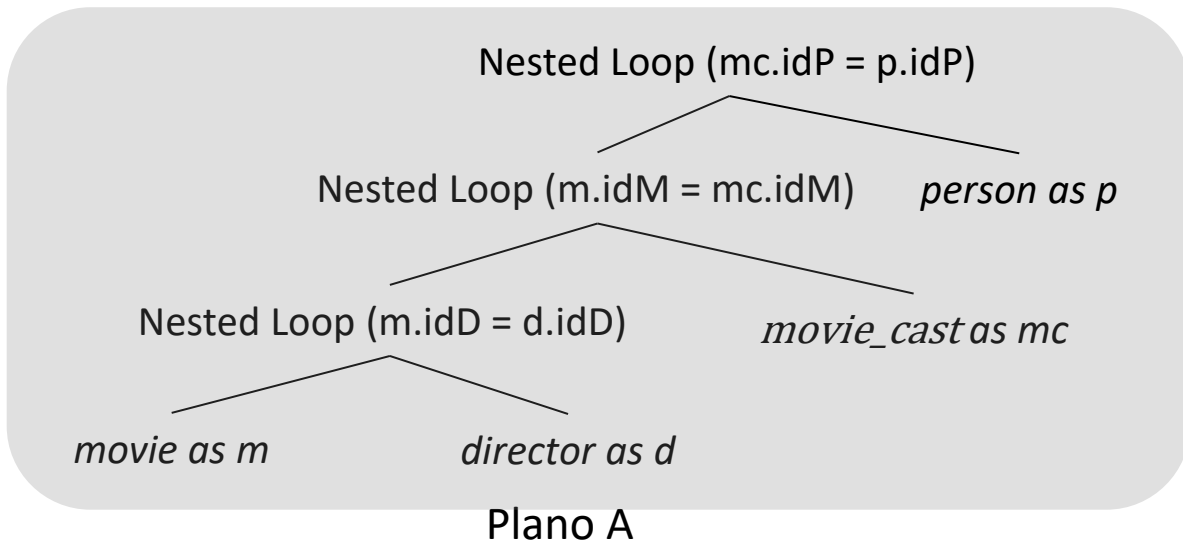 Nested Loop (mc.idP = p.idP)
Nested Loop (m.idM = mc.idM)
person as p
Nested Loop (m.idD = d.idD)
movie_cast as mc
movie as m
director as d
Plano A